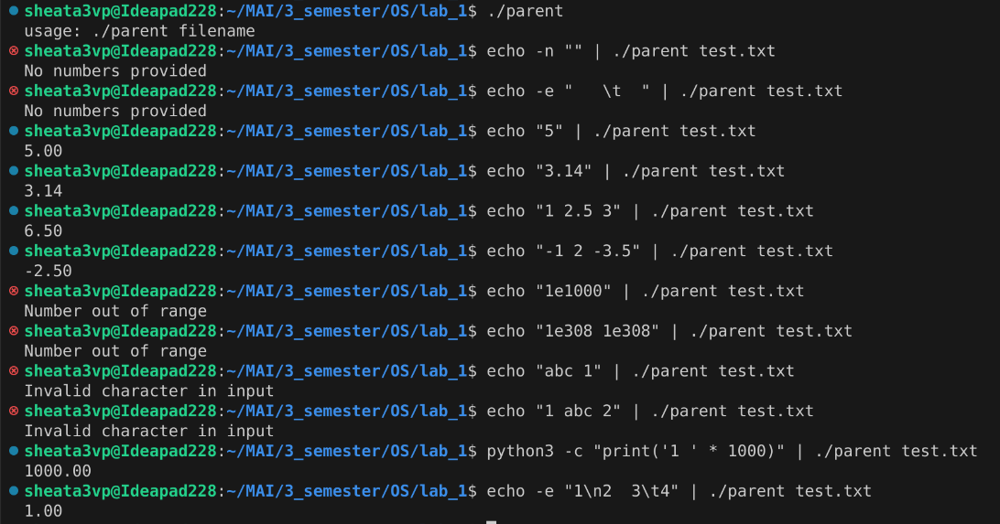 sheata3vp@Ideapad228:~/MAI/3_semester/OS/lab_1$ ./parent
usage: ./parent filename
sheata3vp@Ideapad228:~/MAI/3_semester/OS/lab_1$ echo -n "" | ./parent test.txt
No numbers provided
sheata3vp@Ideapad228:~/MAI/3_semester/OS/lab_1$ echo -e "   \t  " | ./parent test.txt
No numbers provided
sheata3vp@Ideapad228:~/MAI/3_semester/OS/lab_1$ echo "5" | ./parent test.txt
5.00
sheata3vp@Ideapad228:~/MAI/3_semester/OS/lab_1$ echo "3.14" | ./parent test.txt
3.14
sheata3vp@Ideapad228:~/MAI/3_semester/OS/lab_1$ echo "1 2.5 3" | ./parent test.txt
6.50
sheata3vp@Ideapad228:~/MAI/3_semester/OS/lab_1$ echo "-1 2 -3.5" | ./parent test.txt
-2.50
sheata3vp@Ideapad228:~/MAI/3_semester/OS/lab_1$ echo "1e1000" | ./parent test.txt
Number out of range
sheata3vp@Ideapad228:~/MAI/3_semester/OS/lab_1$ echo "1e308 1e308" | ./parent test.txt
Number out of range
sheata3vp@Ideapad228:~/MAI/3_semester/OS/lab_1$ echo "abc 1" | ./parent test.txt
Invalid character in input
sheata3vp@Ideapad228:~/MAI/3_semester/OS/lab_1$ echo "1 abc 2" | ./parent test.txt
Invalid character in input
sheata3vp@Ideapad228:~/MAI/3_semester/OS/lab_1$ python3 -c "print('1 ' * 1000)" | ./parent test.txt
1000.00
sheata3vp@Ideapad228:~/MAI/3_semester/OS/lab_1$ echo -e "1\n2  3\t4" | ./parent test.txt
1.00